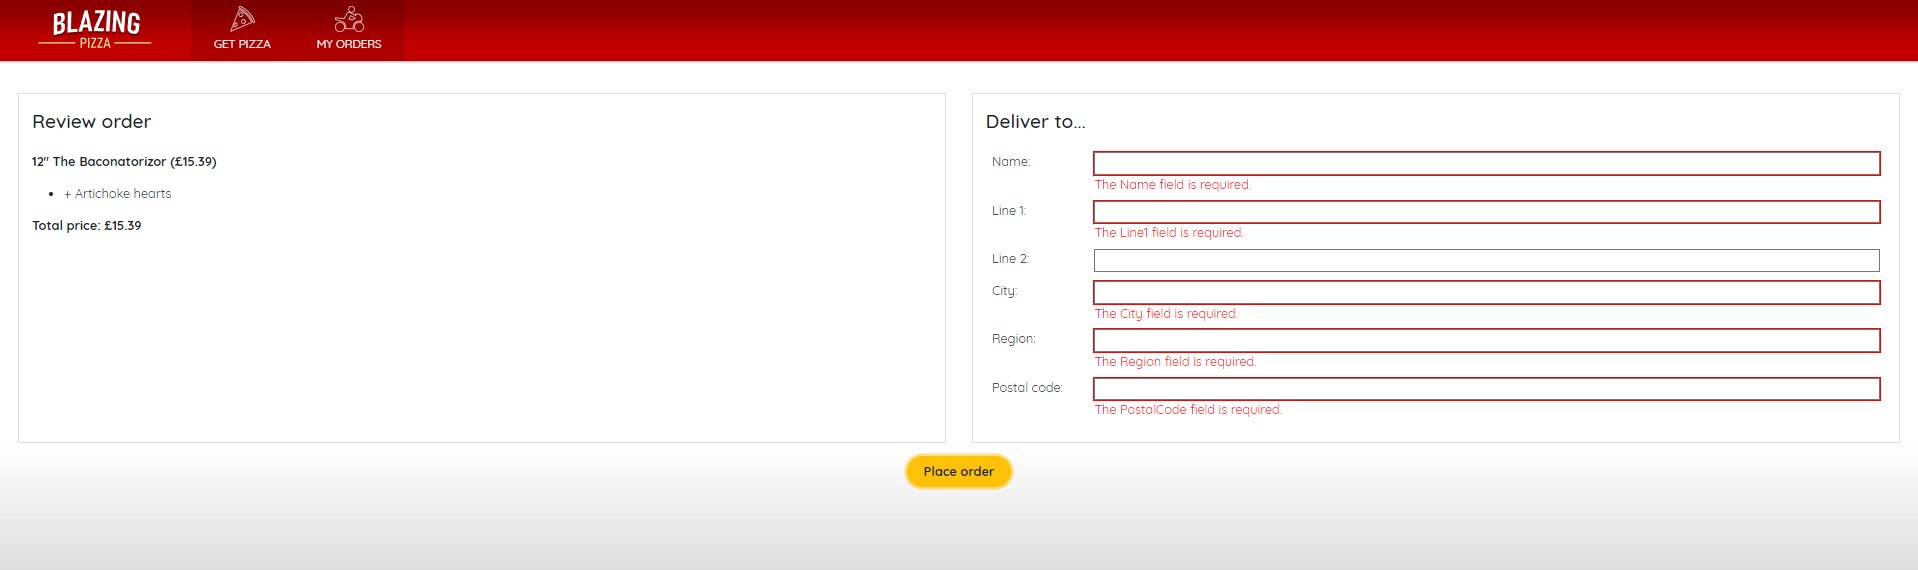 BLAZING
PIZZA
GET PIZZA
MY ORDERS
Review order
12" The Baconatorizor (£15.39)
+ Artichoke hearts
Total price: £15.39
Deliver to...
Name:
The Name field is required.
Line 1:
The Line1 field is required.
Line 2:
City:
The City field is required.
Region:
The Region field is required.
Postal code:
The PostalCode field is required.
Place order